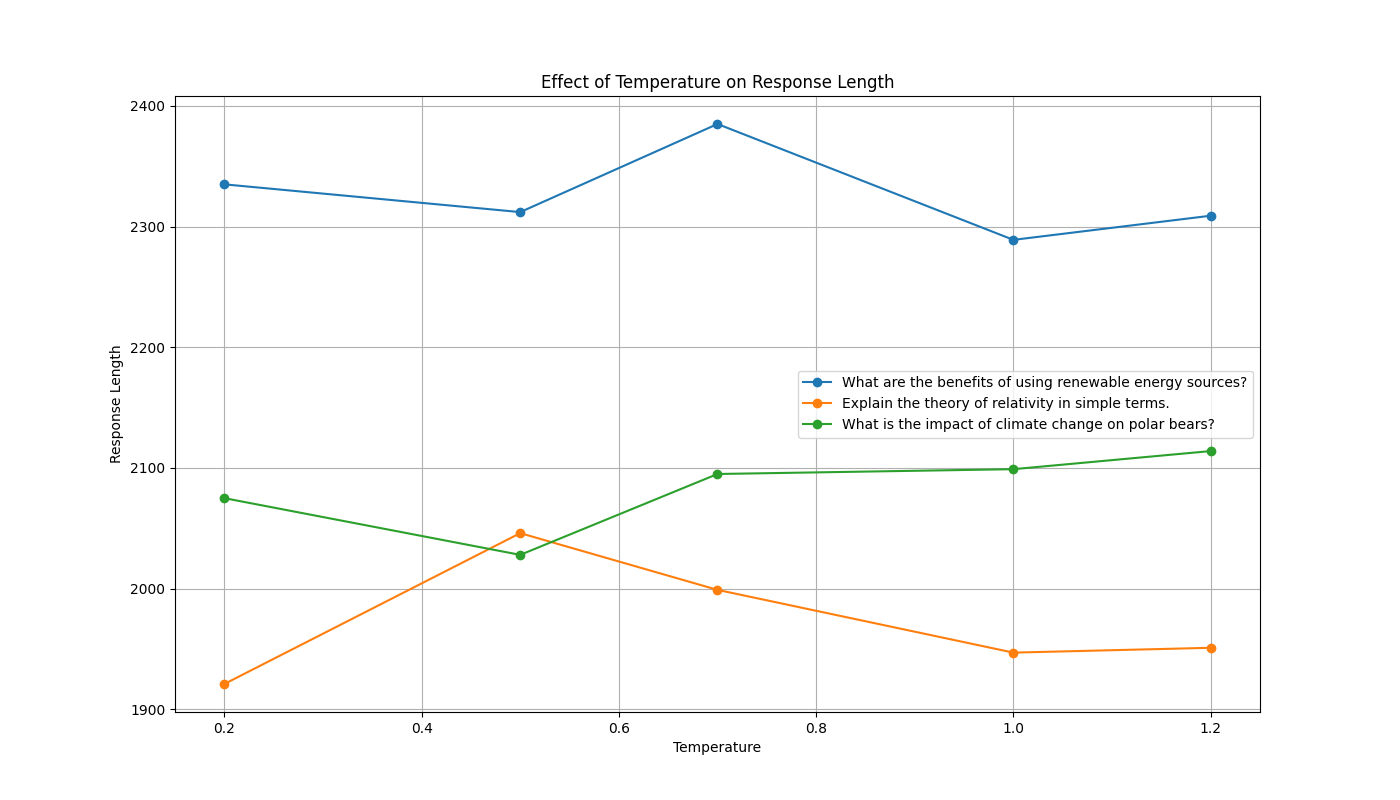 Effect of Temperature on Response Length
2400
2300
2200
2100
2000
1900
Response Length
What are the benefits of using renewable energy sources?
Explain the theory of relativity in simple terms.
What is the impact of climate change on polar bears?
0.2 0.4 0.6 0.8 1.0 1.2
Temperature